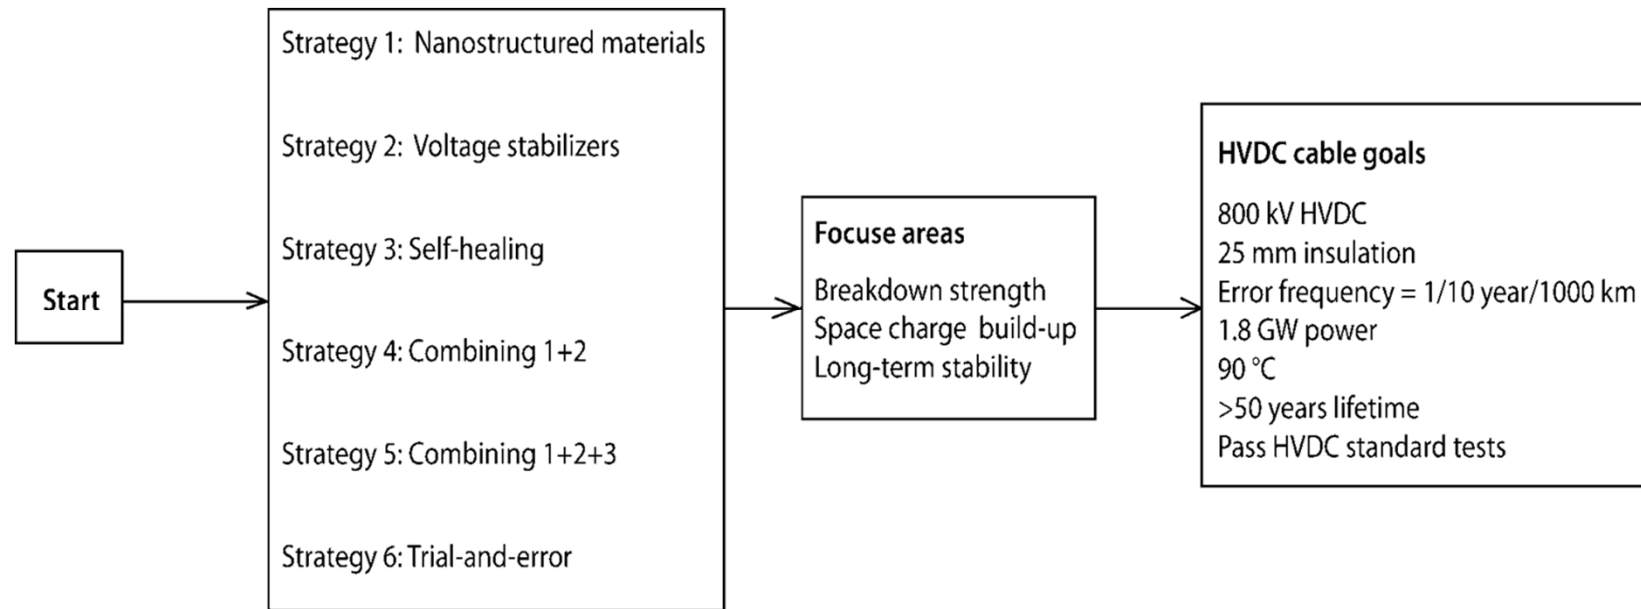 Start
Strategy 1: Nanostructured materials
Strategy 2: Voltage stabilizers
Strategy 3: Self-healing
Strategy 4: Combining 1+2
Strategy 5: Combining 1+2+3
Strategy 6: Trial-and-error
Focuse areas
Breakdown strength
Space charge build-up
Long-term stability
HVDC cable goals
800 kV HVDC
25 mm insulation
Error frequency = 1/10 year/1000 km
1.8 GW power
90 °C
>50 years lifetime
Pass HVDC standard tests